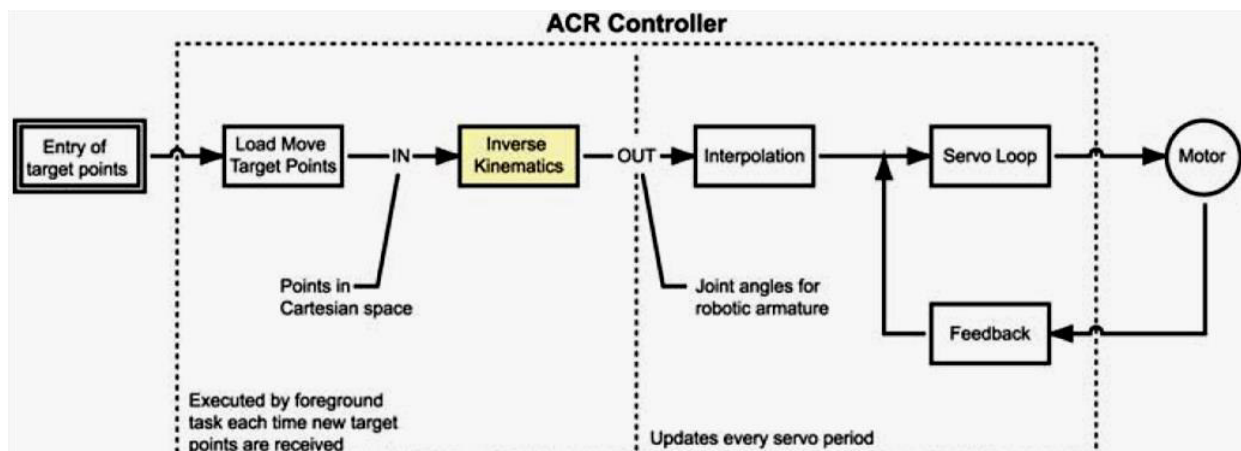 ACR Controller
Entry of
target points
Load Move
Target Points
IN
Inverse
Kinematics
OUT
Interpolation
Servo Loop
Motor
Points in
Cartesian space
Joint angles for
robotic armature
Feedback
Executed by foreground
task each time new target
points are received
Updates every servo period